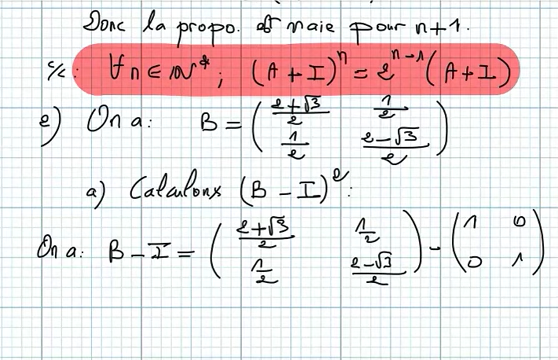 Donc la propo. est vraie pour n+1.
c/c: ∀n ∈ ℕ*; (A + I)^n = 2^(n-1) (A + I)
2) On a: B = ( (2+√3)/2  1/2 ; 1/2  (2-√3)/2 )
a) Calculons (B - I)^2:
On a: B - I = ( (2+√3)/2  1/2 ; 1/2  (2-√3)/2 ) - ( 1  0 ; 0  1 )